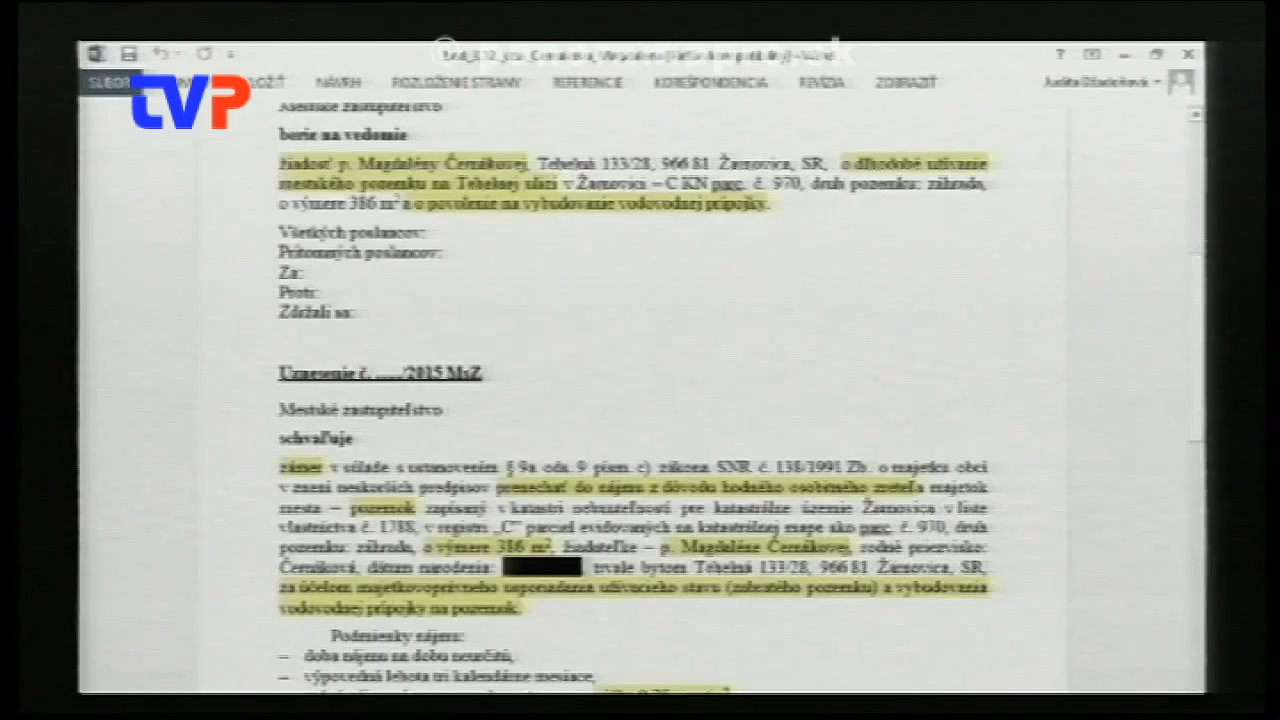 SÚBOR
NÁVRH ROZLOŽENIE STRANY REFERENCIE KOREŠPONDENCIA REVÍZIA ZOBRAZIŤ
TVP
Mestské zastupiteľstvo
berie na vedomie
žiadosť p. Magdalény Černákovej, Tehelná 133/28, 966 81 Žarnovica, SR, o dlhodobé užívanie
mestského pozemku na Tehelnej ulici v Žarnovici – C KN parc. č. 970, druh pozemku: záhrada,
o výmere 386 m² a o povolenie na vybudovanie vodovodnej prípojky.
Všetkých poslancov:
Prítomných poslancov:
Za:
Proti:
Zdržali sa:
Uznesenie č. ....../2015 MsZ
Mestské zastupiteľstvo
schvaľuje
zámer v súlade s ustanovením § 9a ods. 9 písm. c) zákona SNR č. 138/1991 Zb. o majetku obcí
v znení neskorších predpisov prenechať do nájmu z dôvodu hodného osobitného zreteľa majetok
mesta – pozemok zapísaný v katastri nehnuteľností pre katastrálne územie Žarnovica v liste
vlastníctva č. 1788, v registri „C" parciel evidovaných na katastrálnej mape ako parc. č. 970, druh
pozemku: záhrada, o výmere 386 m², žiadateľke – p. Magdaléne Černákovej, rodné priezvisko:
Černáková, dátum narodenia: trvale bytom Tehelná 133/28, 966 81 Žarnovica, SR,
za účelom majetkovoprávneho usporiadania užívacieho stavu (zabratého pozemku) a vybudovania
vodovodnej prípojky na pozemok.
Podmienky nájmu:
– doba nájmu na dobu neurčitú,
– výpovedná lehota tri kalendárne mesiace,